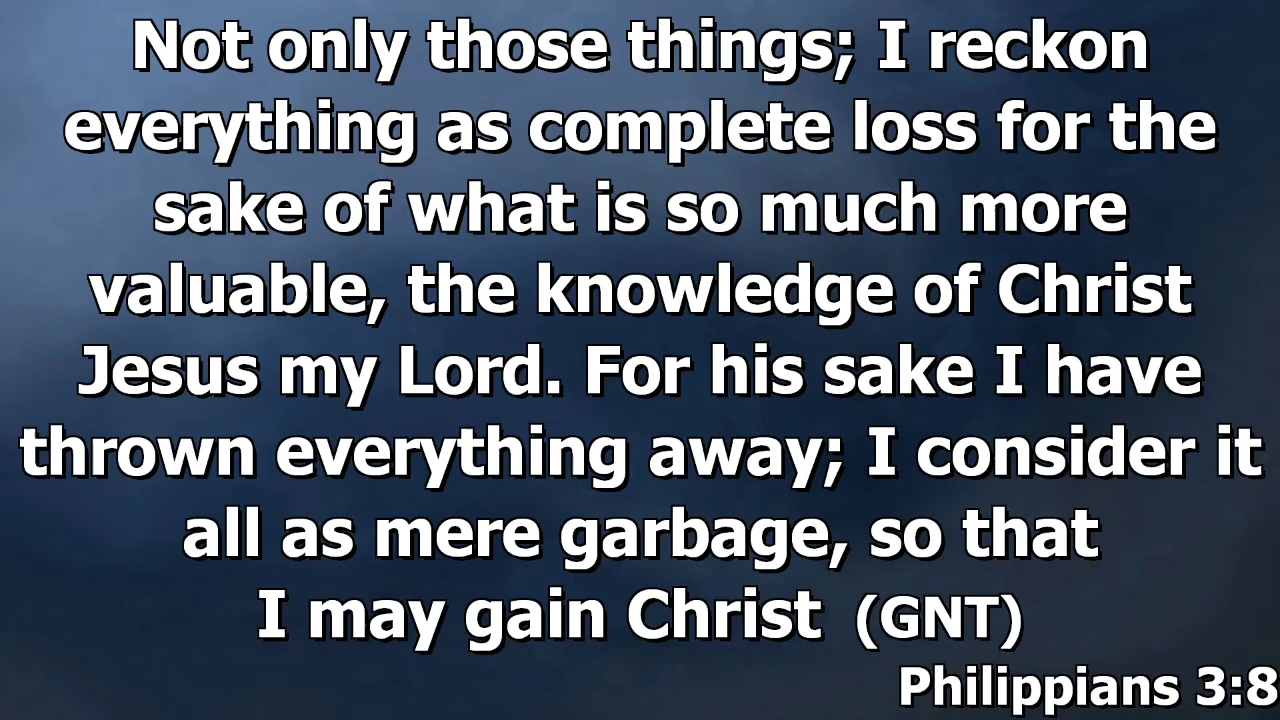 Not only those things; I reckon
everything as complete loss for the
sake of what is so much more
valuable, the knowledge of Christ
Jesus my Lord. For his sake I have
thrown everything away; I consider it
all as mere garbage, so that
I may gain Christ (GNT)
Philippians 3:8